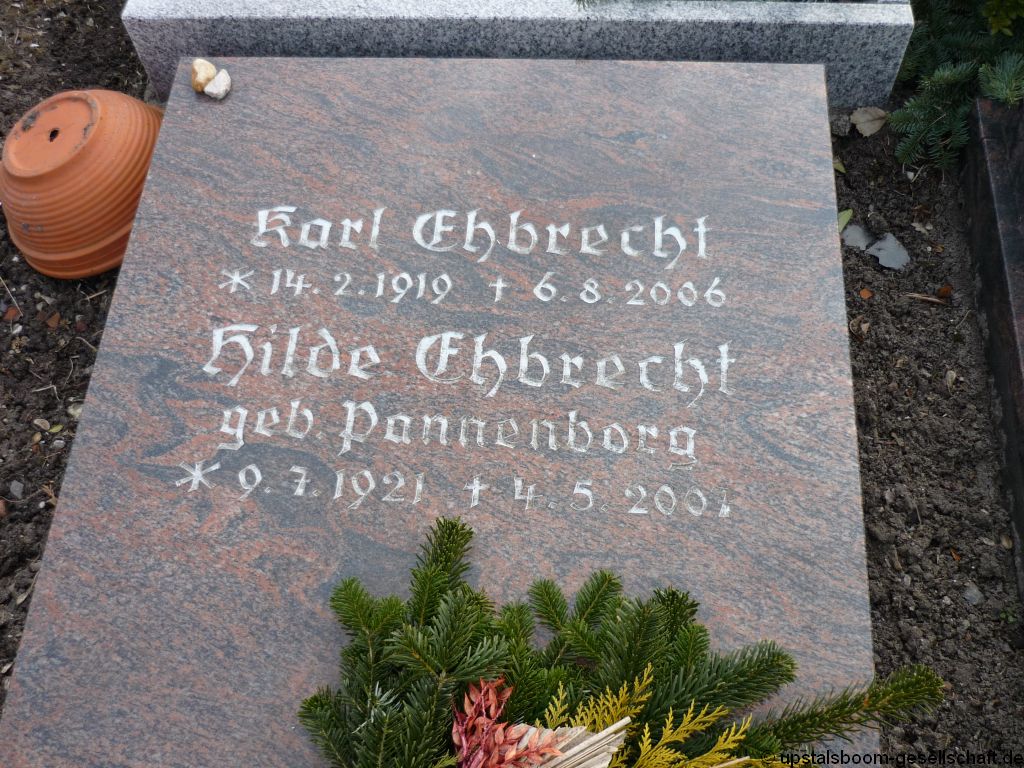 Karl Ehbrecht
* 14. 2. 1919 † 6. 8. 2006
Hilde Ehbrecht
geb. Pannenborg
* 9. 7. 1921 † 4. 5. 2001
upstalsboom-gesellschaft.de